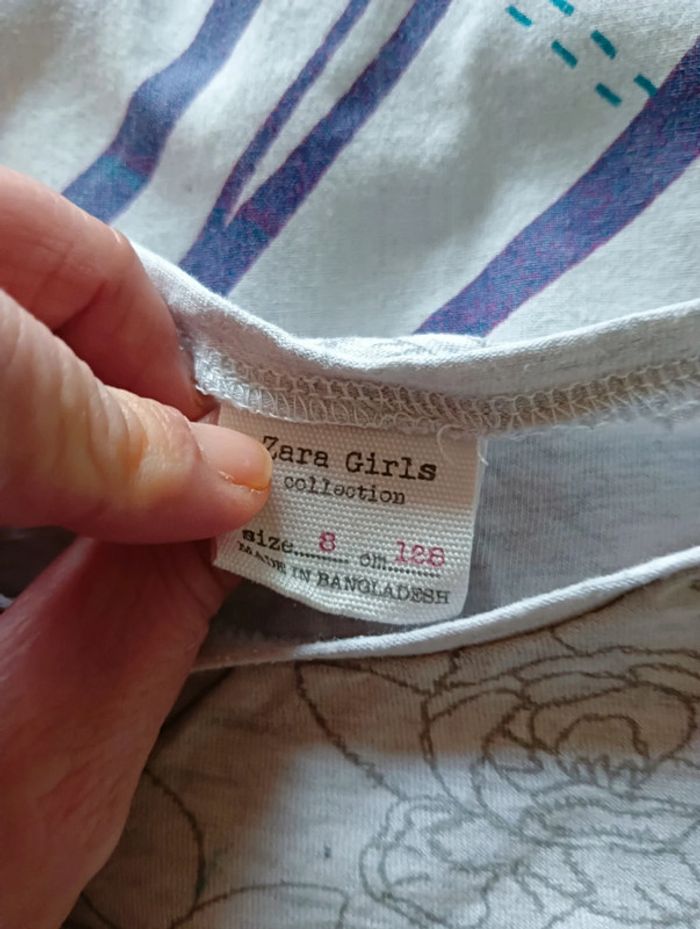 Zara Girls
collection
size......8 cm.128
MADE IN BANGLADESH